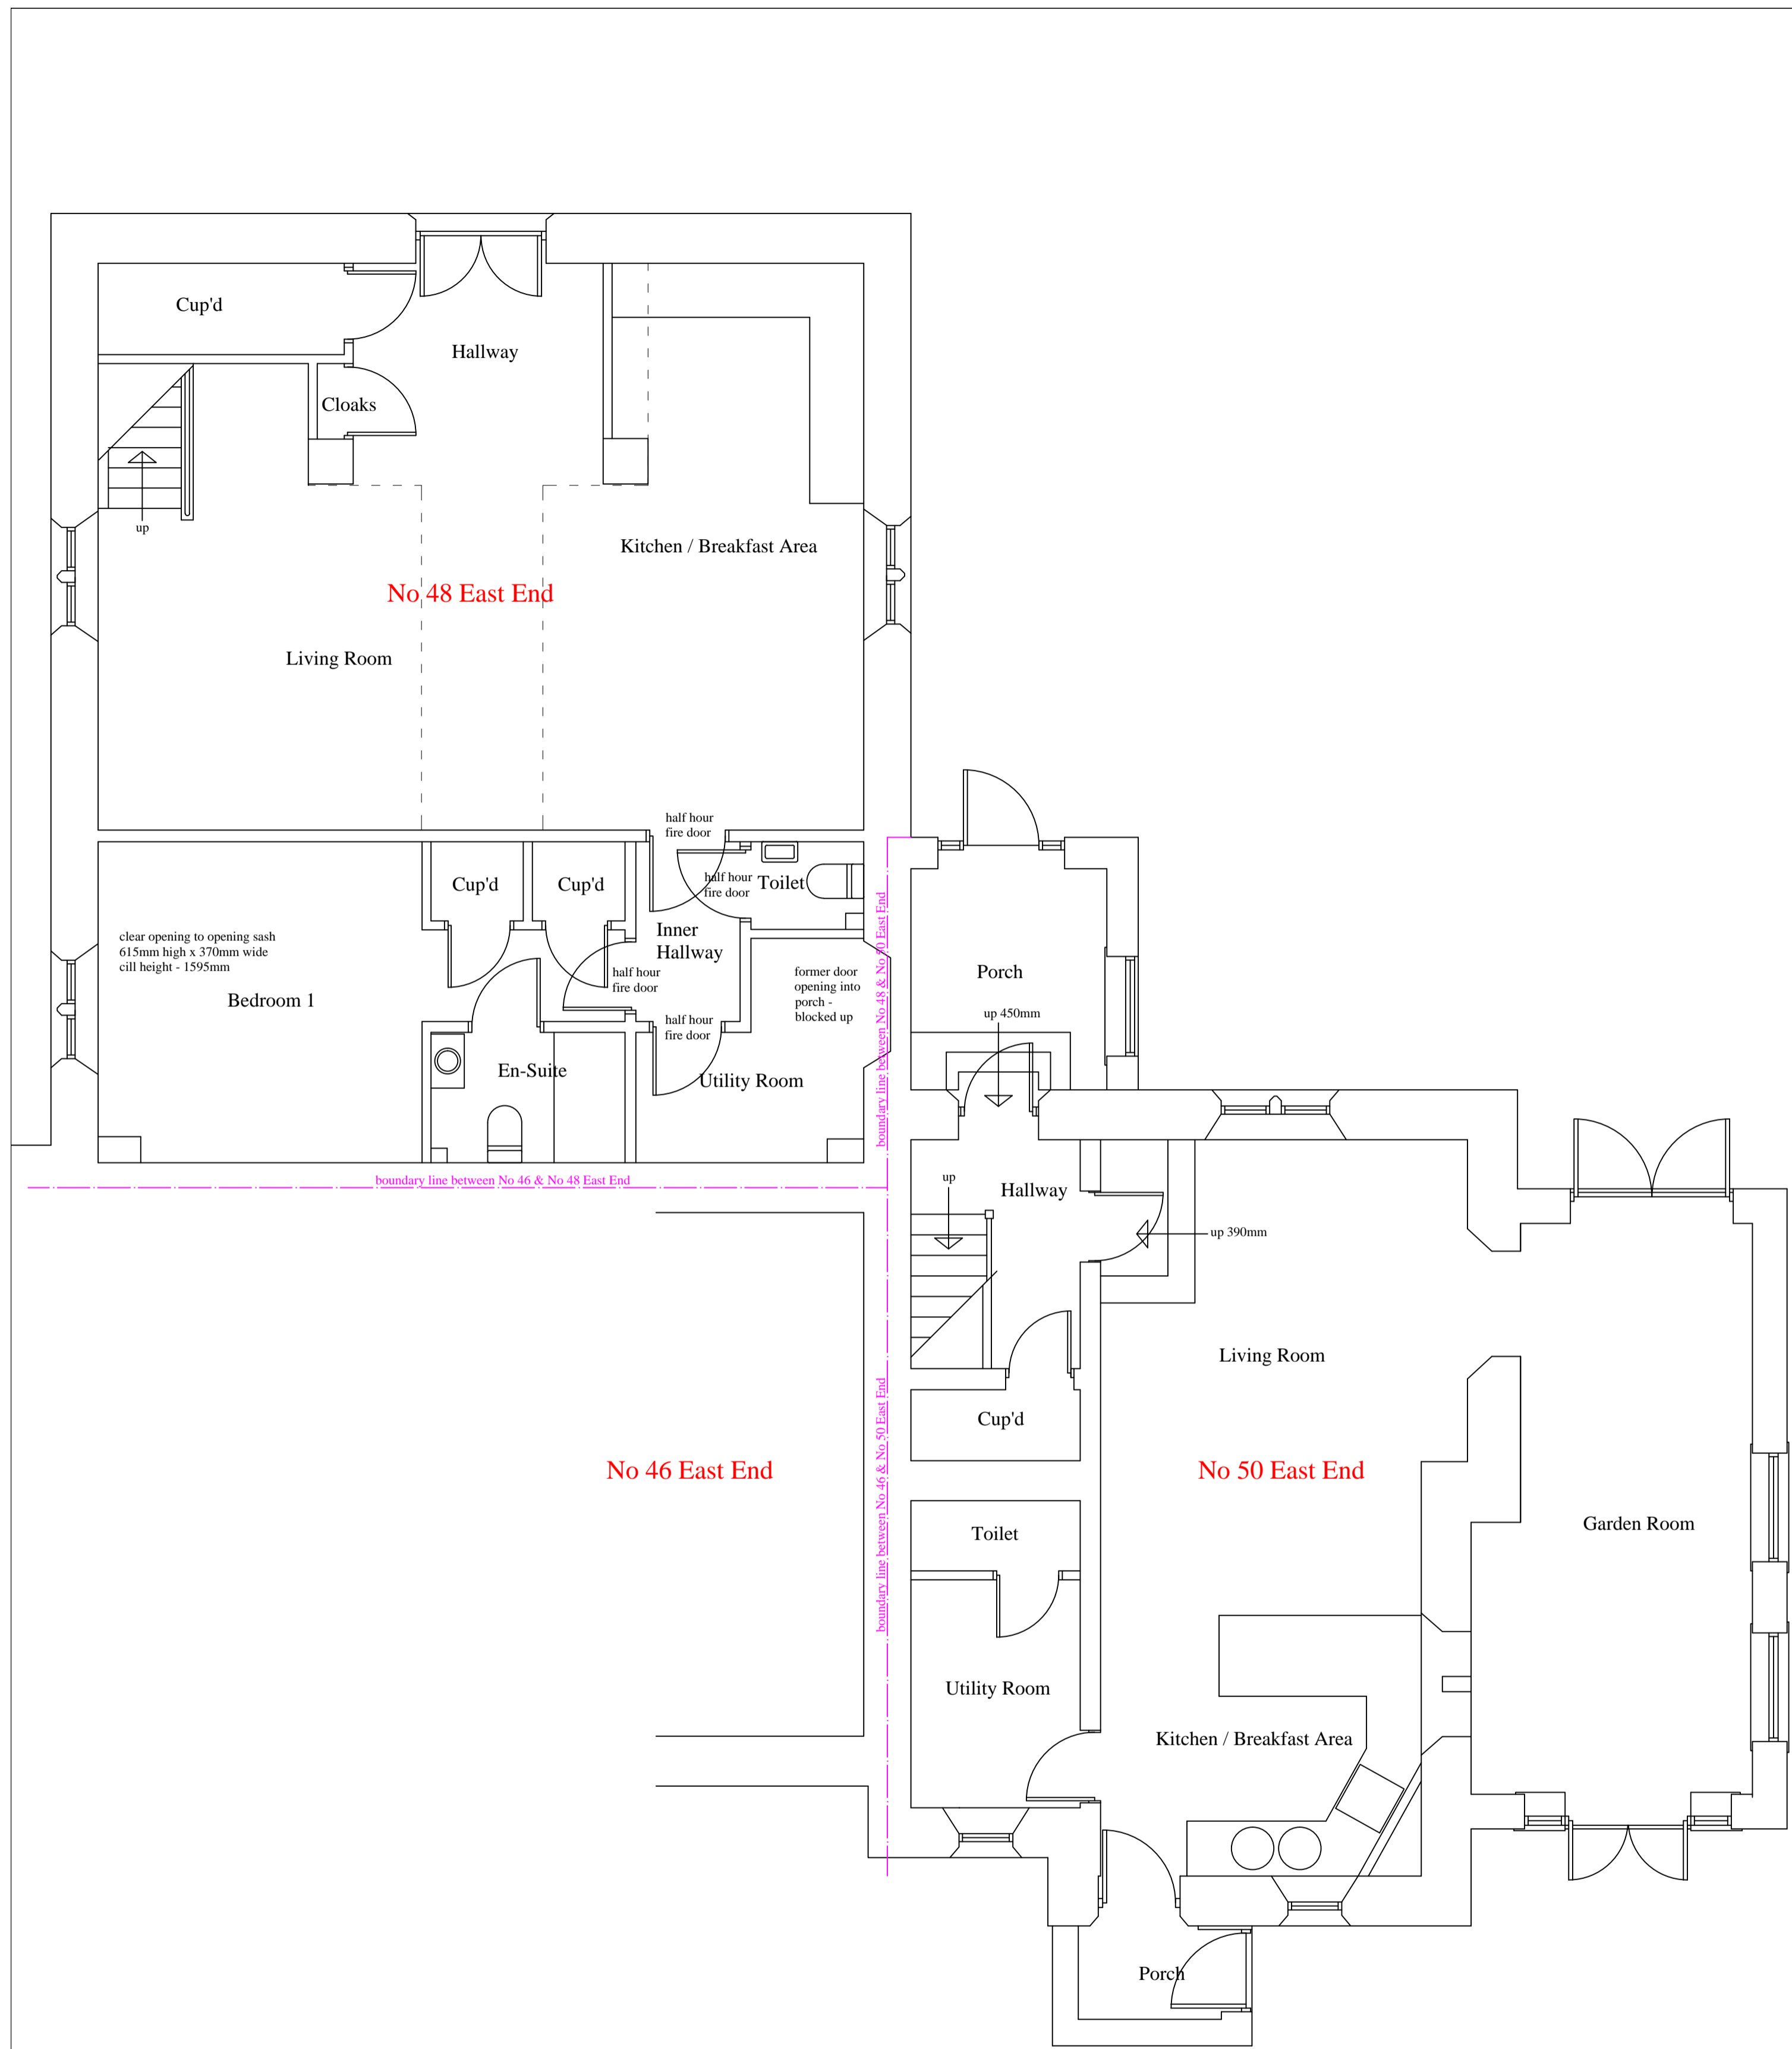 Cup'd
Hallway
Cloaks
up
Kitchen / Breakfast Area
No 48 East End
Living Room
half hour
fire door
Cup'd
Cup'd
half hour
fire door
Toilet
clear opening to opening sash
615mm high x 370mm wide
cill height - 1595mm
Inner
Hallway
half hour
fire door
former door
opening into
porch -
blocked up
Bedroom 1
half hour
fire door
En-Suite
Utility Room
boundary line between No 48 & No 50 East End
Porch
up 450mm
boundary line between No 46 & No 48 East End
up
Hallway
up 390mm
Living Room
Cup'd
No 46 East End
boundary line between No 46 & No 50 East End
No 50 East End
Toilet
Garden Room
Utility Room
Kitchen / Breakfast Area
Porch